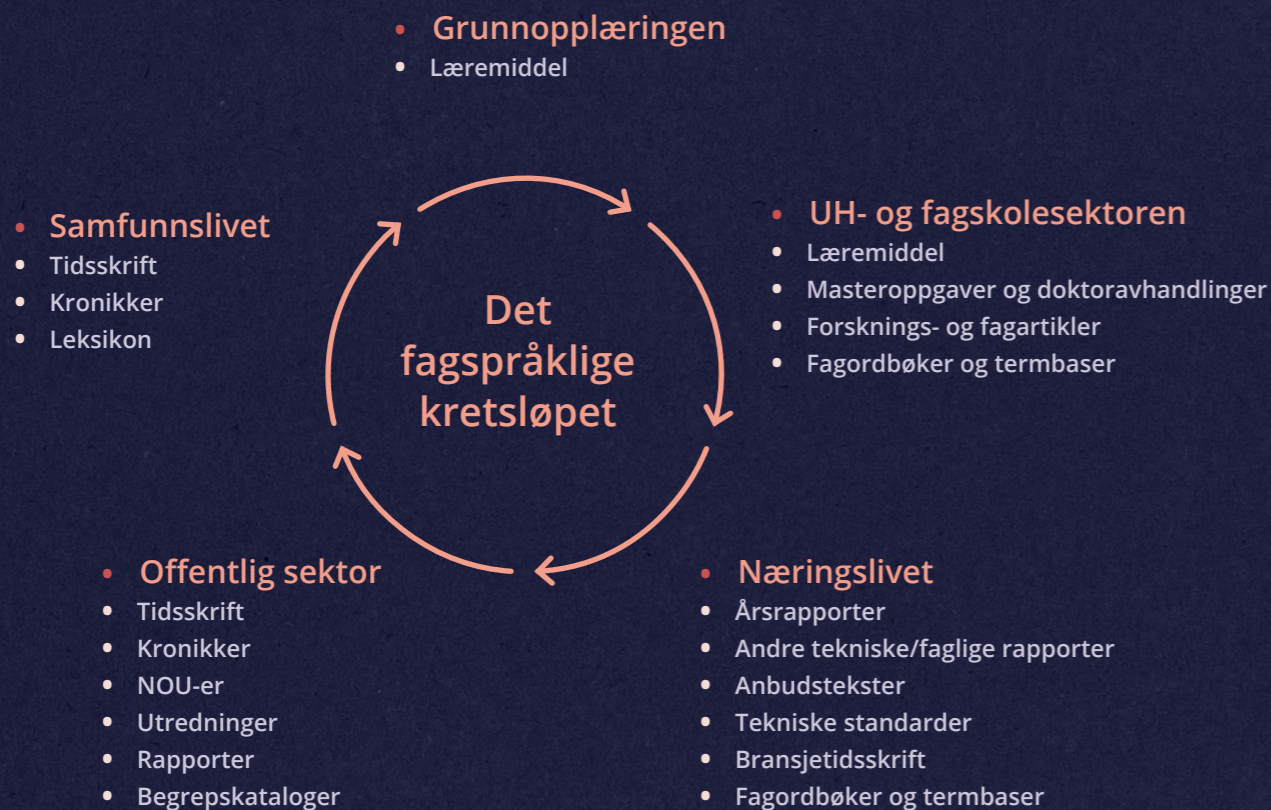 Grunnopplæringen
Læremiddel
UH- og fagskolesektoren
Læremiddel
Masteroppgaver og doktoravhandlinger
Forsknings- og fagartikler
Fagordbøker og termbaser
Samfunnslivet
Tidsskrift
Kronikker
Leksikon
Det
fagspråklige
kretsløpet
Offentlig sektor
Tidsskrift
Kronikker
NOU-er
Utredninger
Rapporter
Begrepskataloger
Næringslivet
Årsrapporter
Andre tekniske/faglige rapporter
Anbudstekster
Tekniske standarder
Bransjetidsskrift
Fagordbøker og termbaser